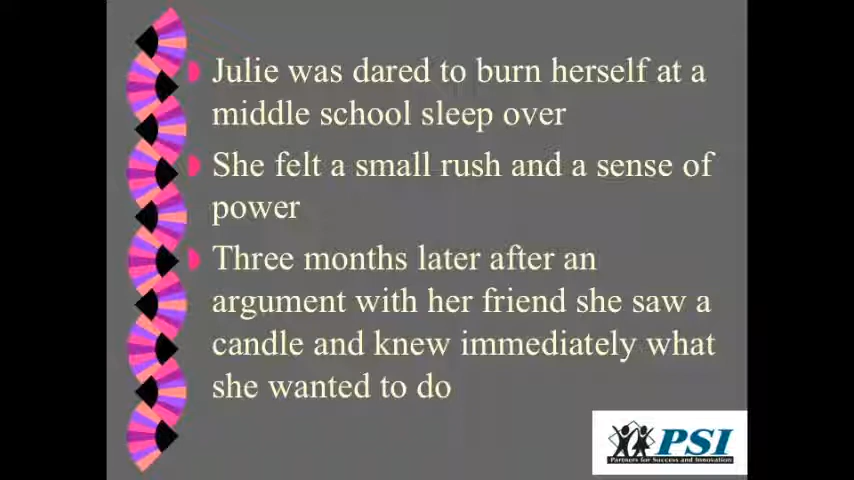 Julie was dared to burn herself at a
middle school sleep over
She felt a small rush and a sense of
power
Three months later after an
argument with her friend she saw a
candle and knew immediately what
she wanted to do
PSI
Partners for Success and Innovation